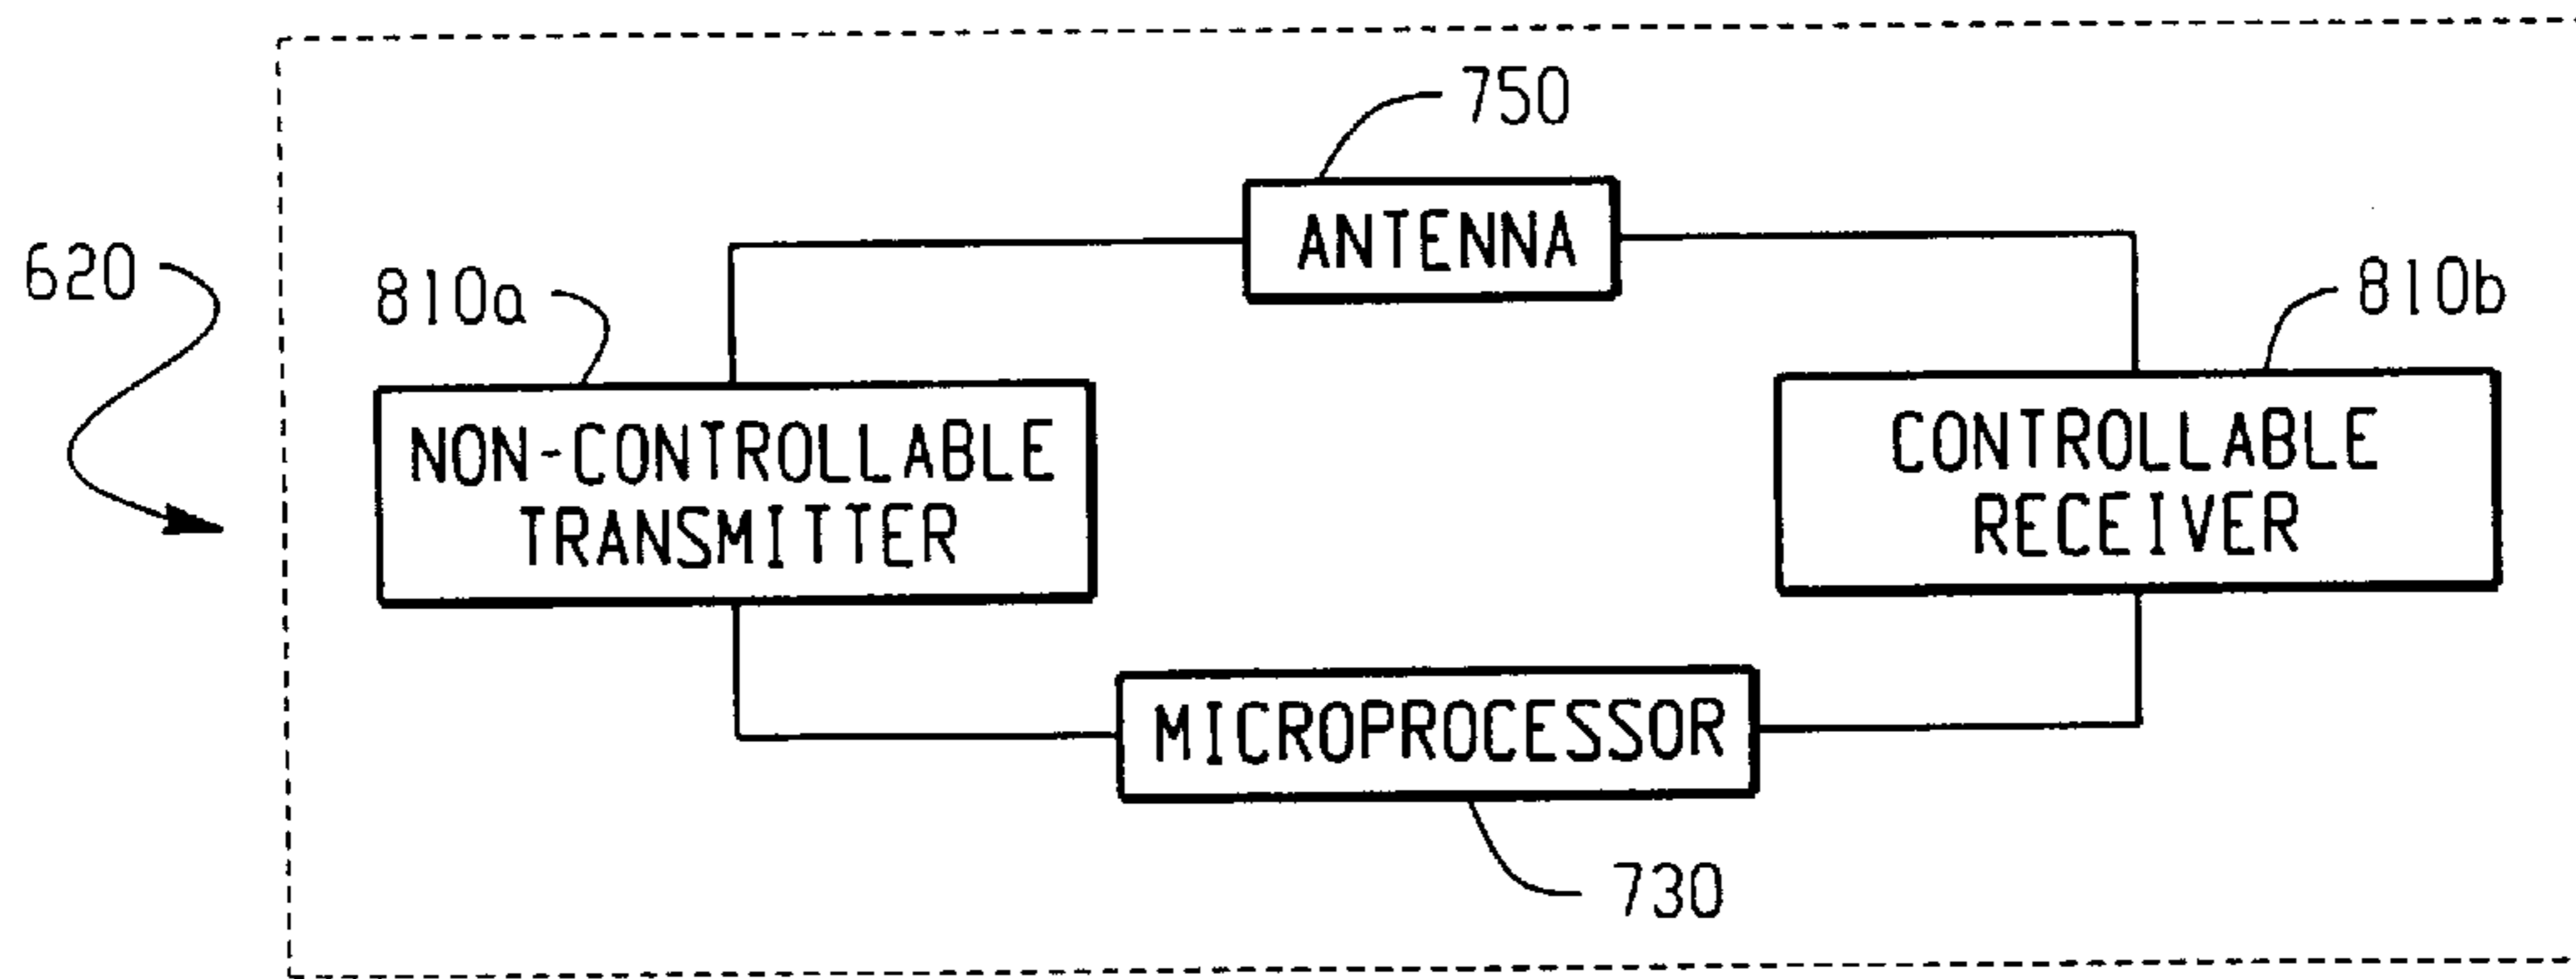 750
ANTENNA
620
810a
810b
NON-CONTROLLABLE
TRANSMITTER
CONTROLLABLE
RECEIVER
MICROPROCESSOR
730